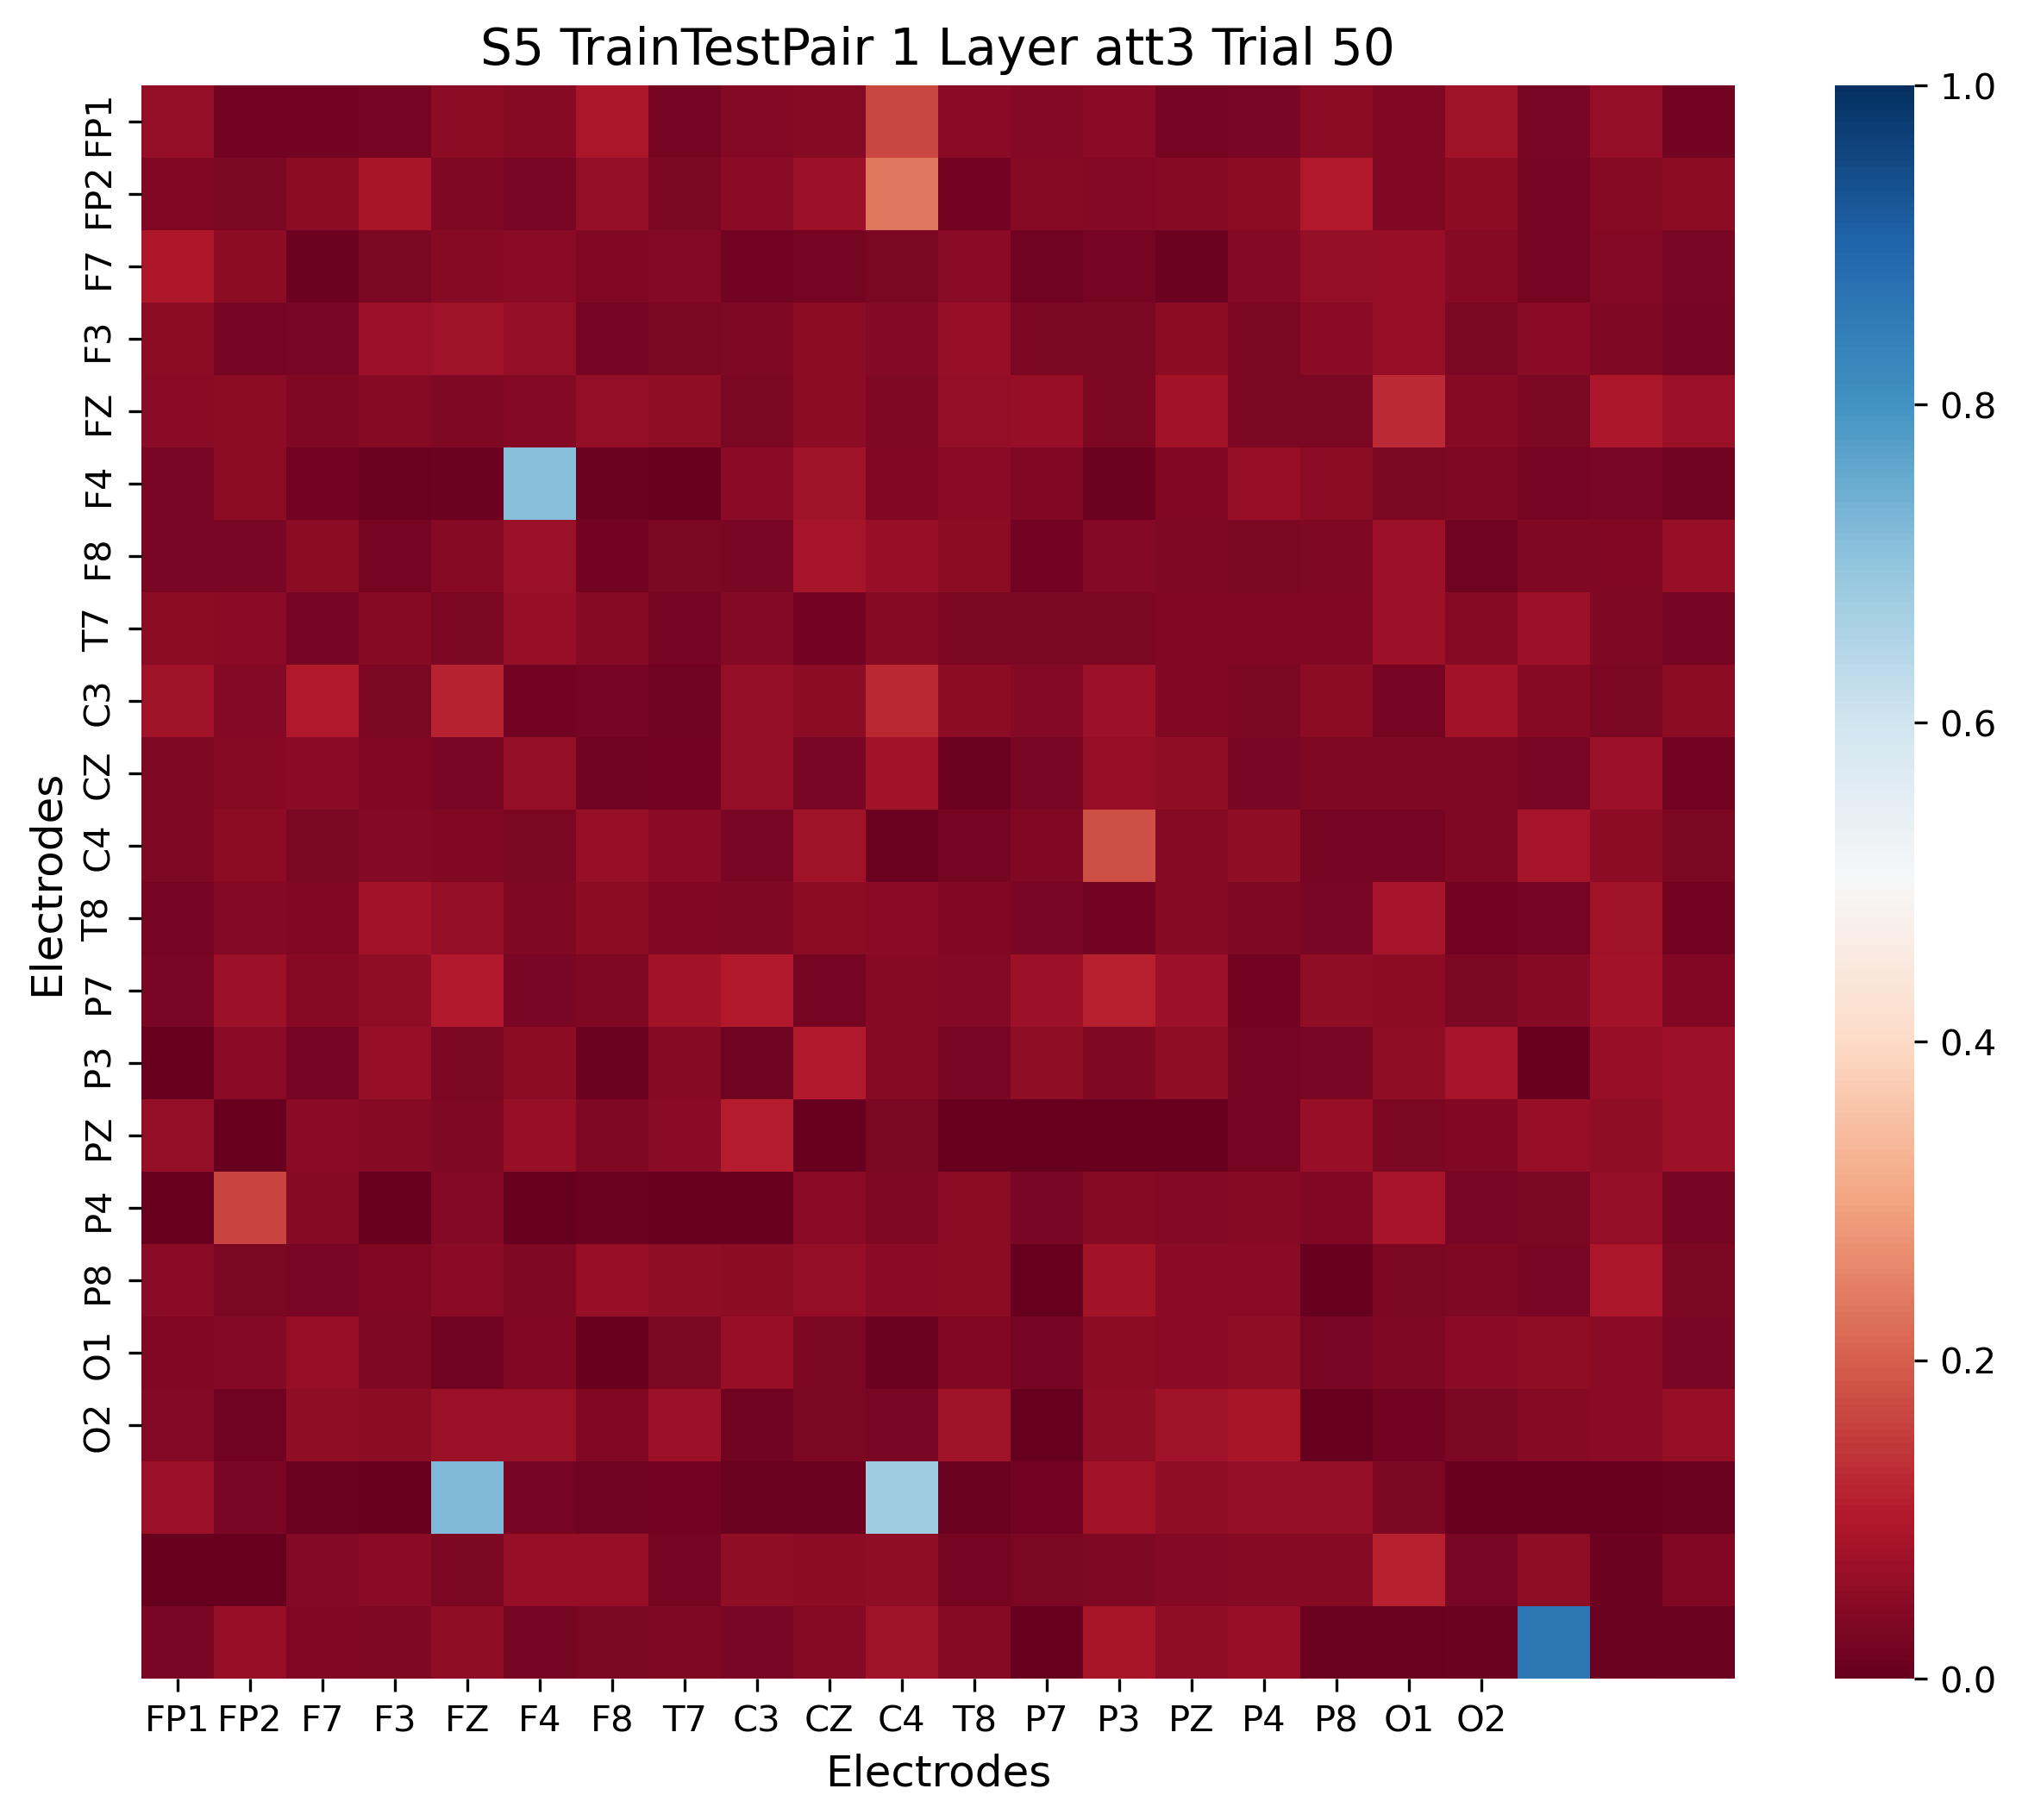 S5 TrainTestPair 1 Layer att3 Trial 50
Electrodes
FP1
FP2
F7
F3
FZ
F4
F8
T7
C3
CZ
C4
T8
P7
P3
PZ
P4
P8
O1
O2
FP1 FP2 F7 F3 FZ F4 F8 T7 C3 CZ C4 T8 P7 P3 PZ P4 P8 O1 O2
Electrodes
1.0
0.8
0.6
0.4
0.2
0.0